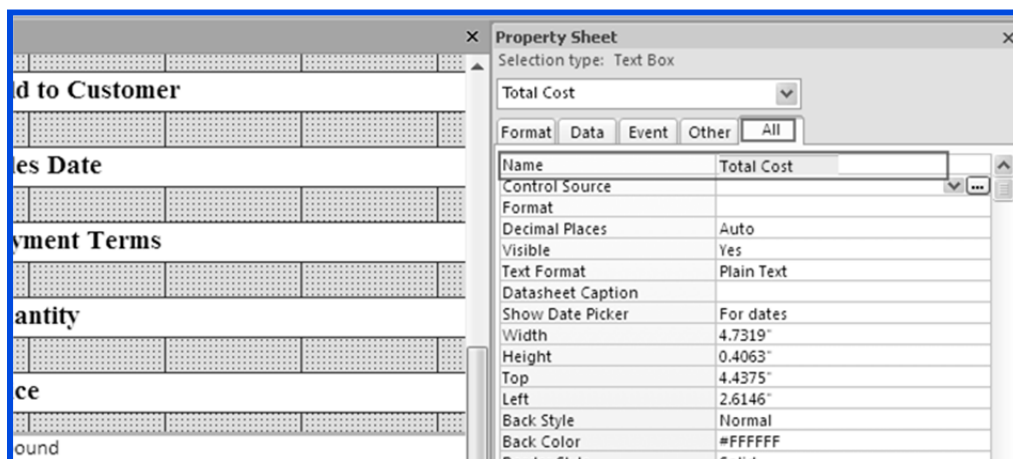 ld to Customer
les Date
yment Terms
antity
ce
ound
Property Sheet
Selection type: Text Box
Total Cost
Format Data Event Other All
Name Total Cost
Control Source
Format
Decimal Places Auto
Visible Yes
Text Format Plain Text
Datasheet Caption
Show Date Picker For dates
Width 4.7319"
Height 0.4063"
Top 4.4375"
Left 2.6146"
Back Style Normal
Back Color #FFFFFF